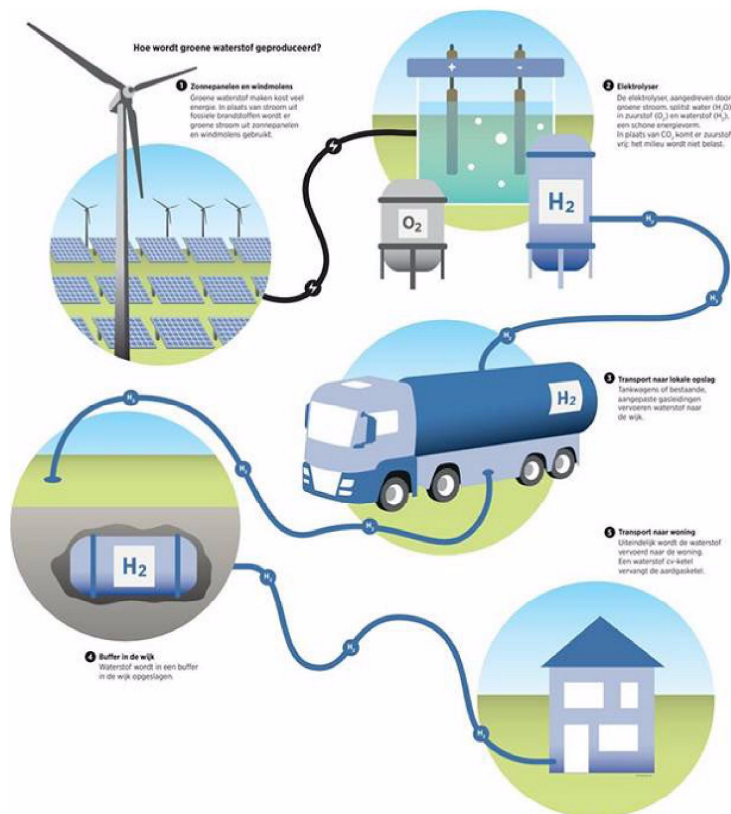 Hoe wordt groene waterstof geproduceerd?
1 Zonnepanelen en windmolens
Groene waterstof maken kost veel
energie. In plaats van stroom uit
fossiele brandstoffen wordt er
groene stroom uit zonnepanelen
en windmolens gebruikt.
+ -
2 Elektrolyser
De elektrolyser, aangedreven door
groene stroom, splitst water (H₂O)
in zuurstof (O₂) en waterstof (H₂),
een schone energievorm.
In plaats van CO₂ komt er zuurstof
vrij: het milieu wordt niet belast.
O₂
H₂
H₂
H₂
H₂
3 Transport naar lokale opslag
Tankwagens of bestaande,
aangepaste gasleidingen
vervoeren waterstof naar
de wijk.
H₂
H₂
H₂
H₂
H₂
4 Buffer in de wijk
Waterstof wordt in een buffer
in de wijk opgeslagen.
H₂
H₂
H₂
5 Transport naar woning
Uiteindelijk wordt de waterstof
vervoerd naar de woning.
Een waterstof cv-ketel
vervangt de aardgasketel.